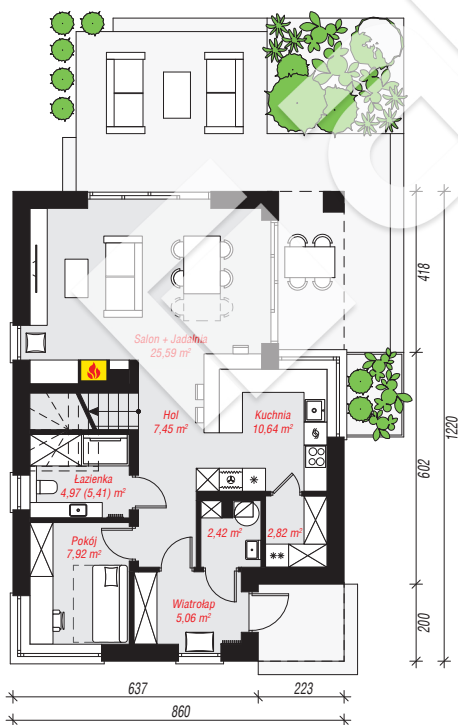 Salon + Jadalnia
25,59 m²
Hol
7,45 m²
Kuchnia
10,64 m²
Łazienka
4,97 (5,41) m²
2,42 m²
2,82 m²
Pokój
7,92 m²
Wiatrołap
5,06 m²
418
602
1220
200
637
223
860